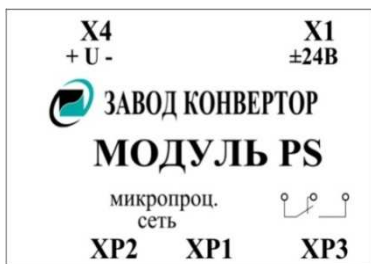 X4 X1
+ U - ±24В
ЗАВОД КОНВЕРТОР
МОДУЛЬ PS
микропроц.
сеть
XP2 XP1 XP3